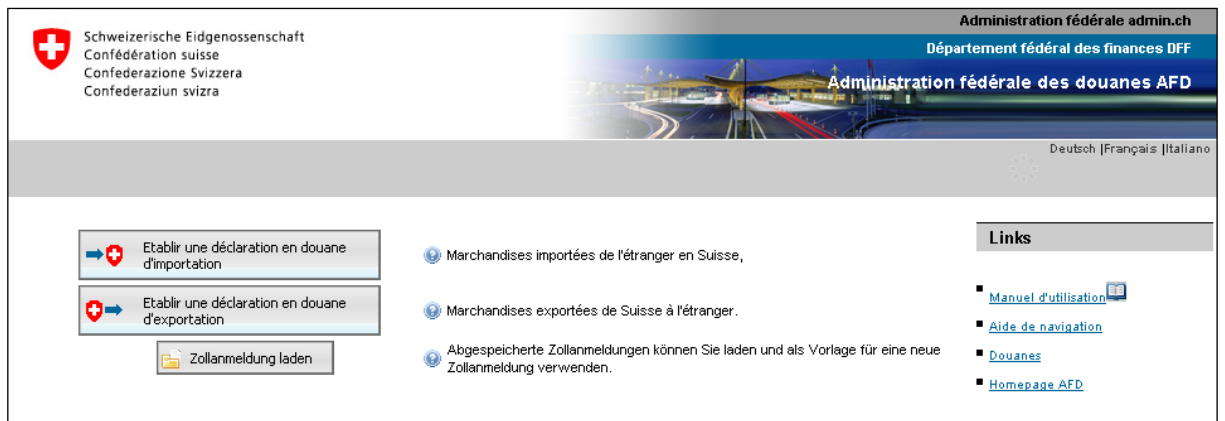 Schweizerische Eidgenossenschaft
Confédération suisse
Confederazione Svizzera
Confederaziun svizra
Administration fédérale admin.ch
Département fédéral des finances DFF
Administration fédérale des douanes AFD
Deutsch |Français |Italiano
Etablir une déclaration en douane
d'importation
Marchandises importées de l'étranger en Suisse,
Etablir une déclaration en douane
d'exportation
Marchandises exportées de Suisse à l'étranger.
Zollanmeldung laden
Abgespeicherte Zollanmeldungen können Sie laden und als Vorlage für eine neue
Zollanmeldung verwenden.
Links
Manuel d'utilisation
Aide de navigation
Douanes
Homepage AFD